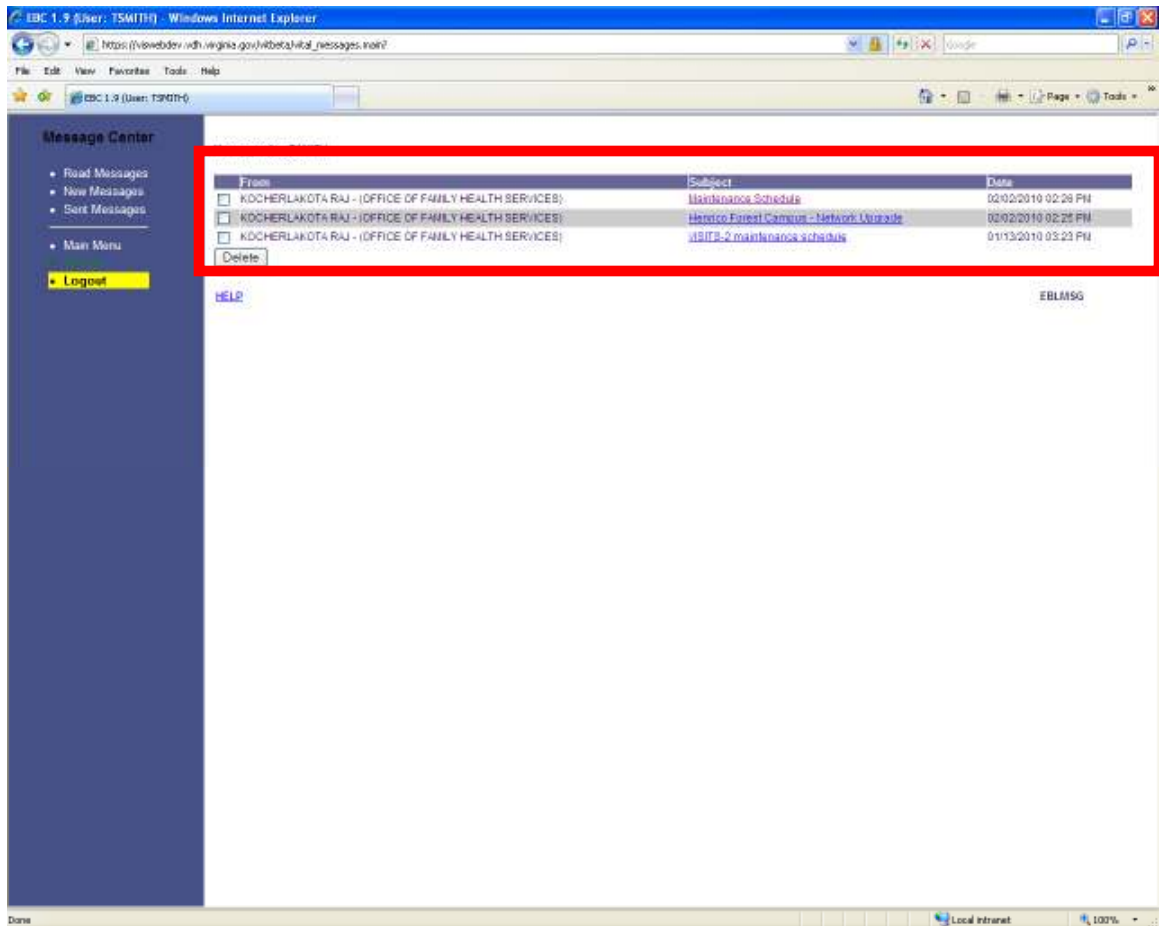 EBC 1.9 (User: TSMITH) - Windows Internet Explorer
https://viswebdev.vdh.virginia.gov/vitbeta/vital_messages.main?
Google
File Edit View Favorites Tools Help
EBC 1.9 (User: TSMITH)
Page Tools
Message Center
Read Messages
New Messages
Sent Messages
Main Menu
Logout
From Subject Date
KOCHERLAKOTA RAJ - (OFFICE OF FAMILY HEALTH SERVICES) Maintenance Schedule 02/02/2010 02:26 PM
KOCHERLAKOTA RAJ - (OFFICE OF FAMILY HEALTH SERVICES) Henrico Forest Campus - Network Upgrade 02/02/2010 02:25 PM
KOCHERLAKOTA RAJ - (OFFICE OF FAMILY HEALTH SERVICES) VISITS-2 maintenance schedule 01/13/2010 03:23 PM
Delete
HELP EBLMSG
Done Local intranet 100%